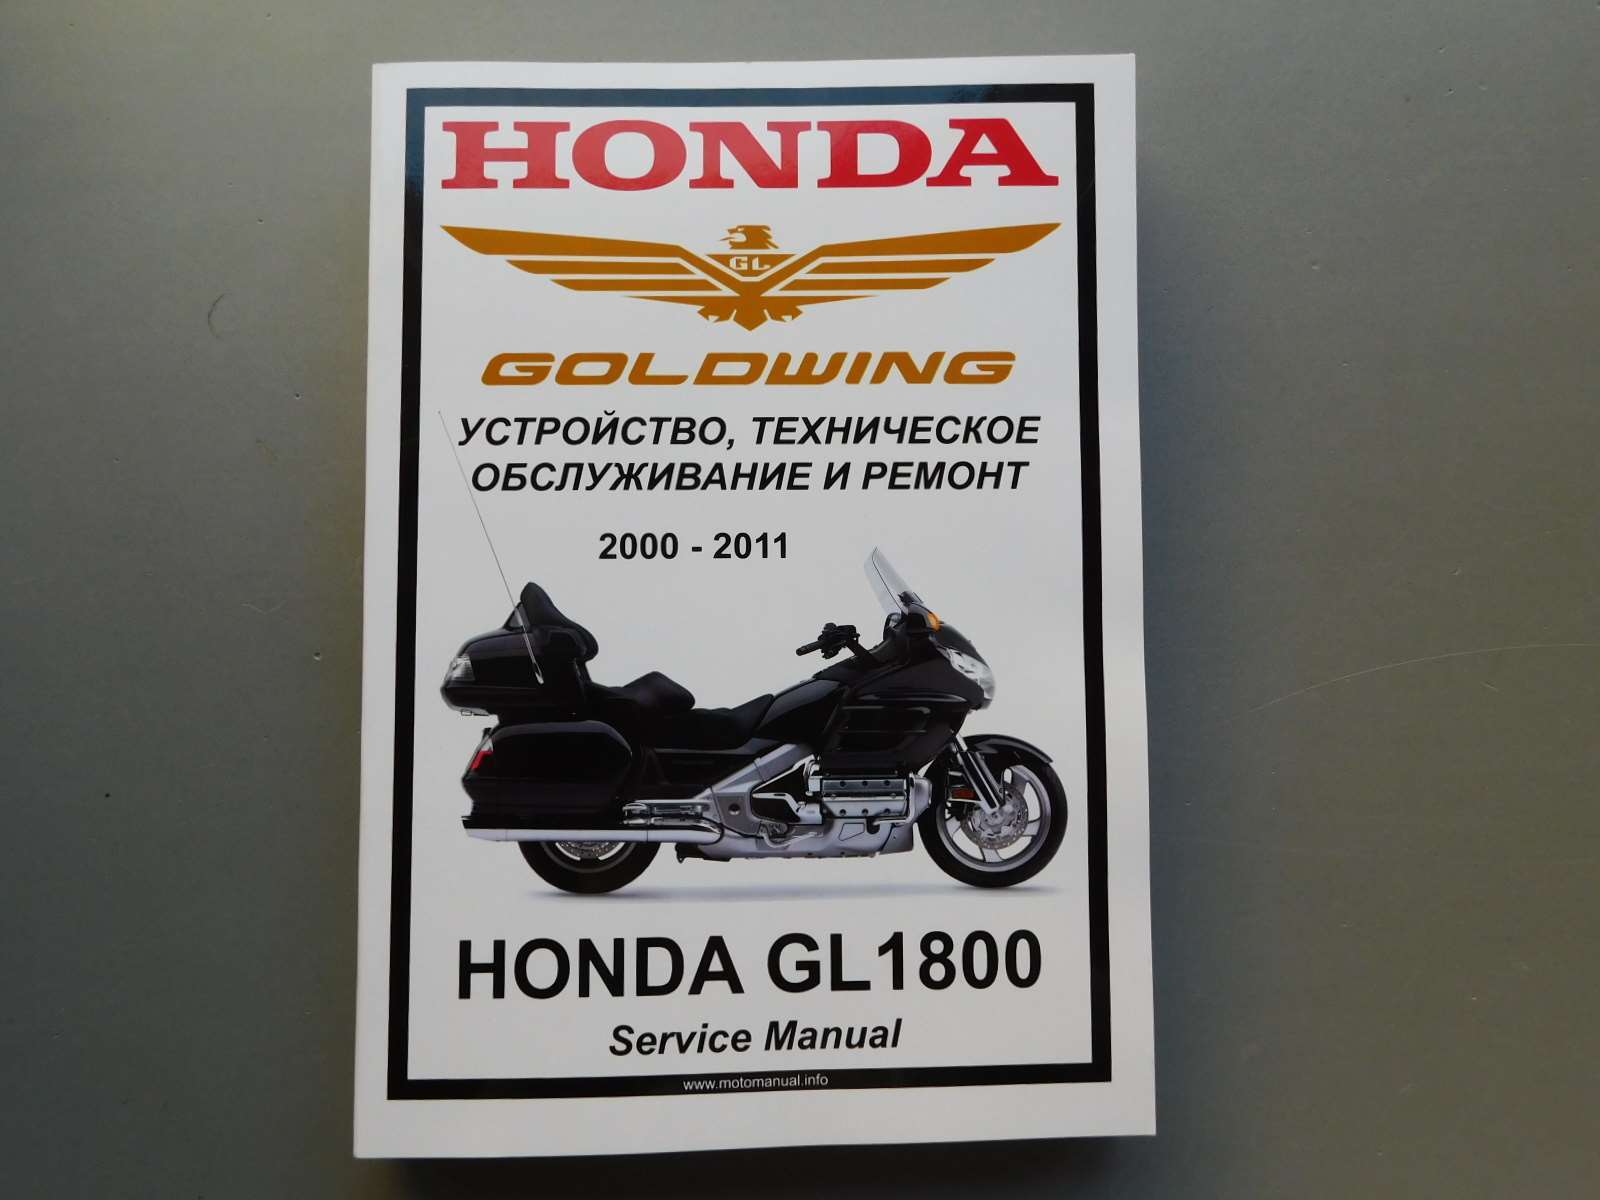 HONDA
GL
GOLDWING
УСТРОЙСТВО, ТЕХНИЧЕСКОЕ
ОБСЛУЖИВАНИЕ И РЕМОНТ
2000 - 2011
HONDA GL1800
Service Manual
www.motomanual.info